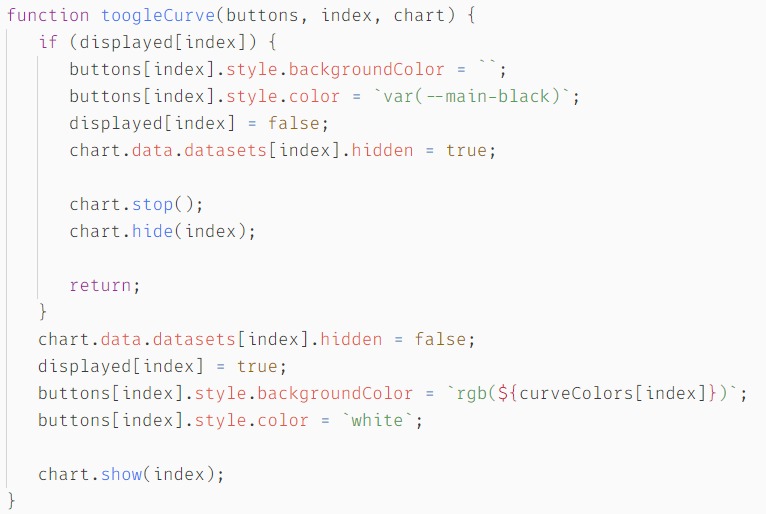 function toogleCurve(buttons, index, chart) {
if (displayed[index]) {
buttons[index].style.backgroundColor = ``;
buttons[index].style.color = `var(--main-black)`;
displayed[index] = false;
chart.data.datasets[index].hidden = true;
chart.stop();
chart.hide(index);
return;
}
chart.data.datasets[index].hidden = false;
displayed[index] = true;
buttons[index].style.backgroundColor = `rgb(${curveColors[index]})`;
buttons[index].style.color = `white`;
chart.show(index);
}